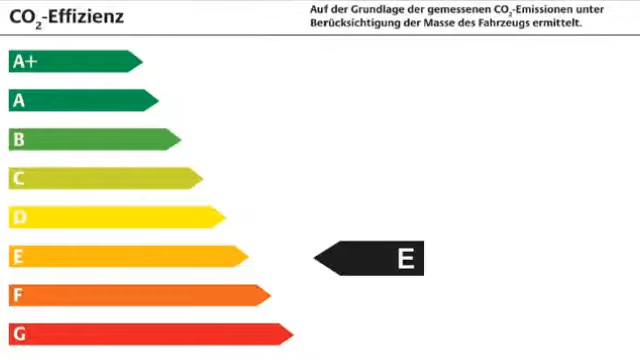 CO₂-Effizienz
Auf der Grundlage der gemessenen CO₂-Emissionen unter
Berücksichtigung der Masse des Fahrzeugs ermittelt.
A+
A
B
C
D
E
E
F
G